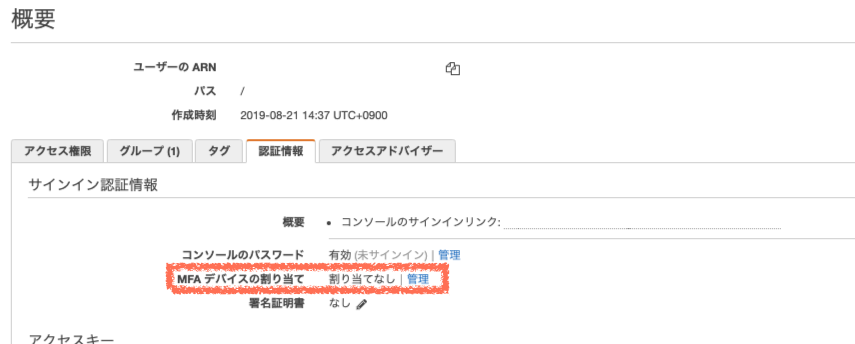 概要
ユーザーの ARN
パス /
作成時刻 2019-08-21 14:37 UTC+0900
アクセス権限 グループ (1) タグ 認証情報 アクセスアドバイザー
サインイン認証情報
概要 • コンソールのサインインリンク:
コンソールのパスワード 有効 (未サインイン) | 管理
MFA デバイスの割り当て 割り当てなし | 管理
署名証明書 なし
アクセスキー